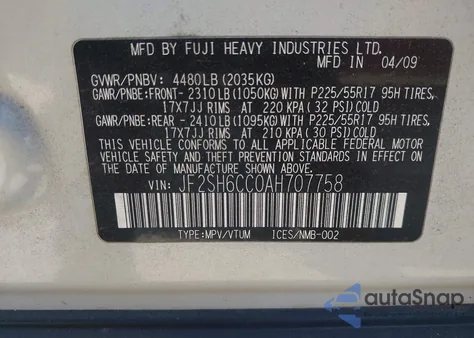 MFD BY FUJI HEAVY INDUSTRIES LTD.
MFD IN 04/09
GVWR/PNBV: 4480LB (2035KG)
GAWR/PNBE:FRONT- 2310LB (1050KG) WITH P225/55R17 95H TIRES,
17X7JJ RIMS AT 220 KPA (32 PSI) COLD
GAWR/PNBE:REAR - 2410LB (1095KG) WITH P225/55R17 95H TIRES,
17X7JJ RIMS AT 210 KPA (30 PSI) COLD
THIS VEHICLE CONFORMS TO ALL APPLICABLE FEDERAL MOTOR
VEHICLE SAFETY AND BUMPER STANDARDS IN EFFECT ON
THE DATE OF MANUFACTURE SHOWN ABOVE.
VIN: JF2SH6CC0AH707758
TYPE:MPV/VTUM ICES/NMB-002
autoSnap